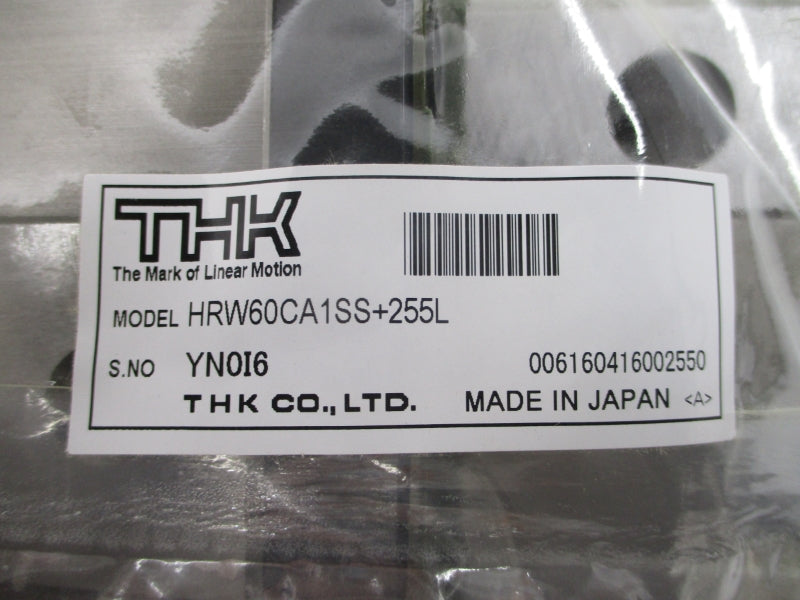 THK
The Mark of Linear Motion
MODEL HRW60CA1SS+255L
S.NO YN0I6 006160416002550
THK CO., LTD. MADE IN JAPAN <A>